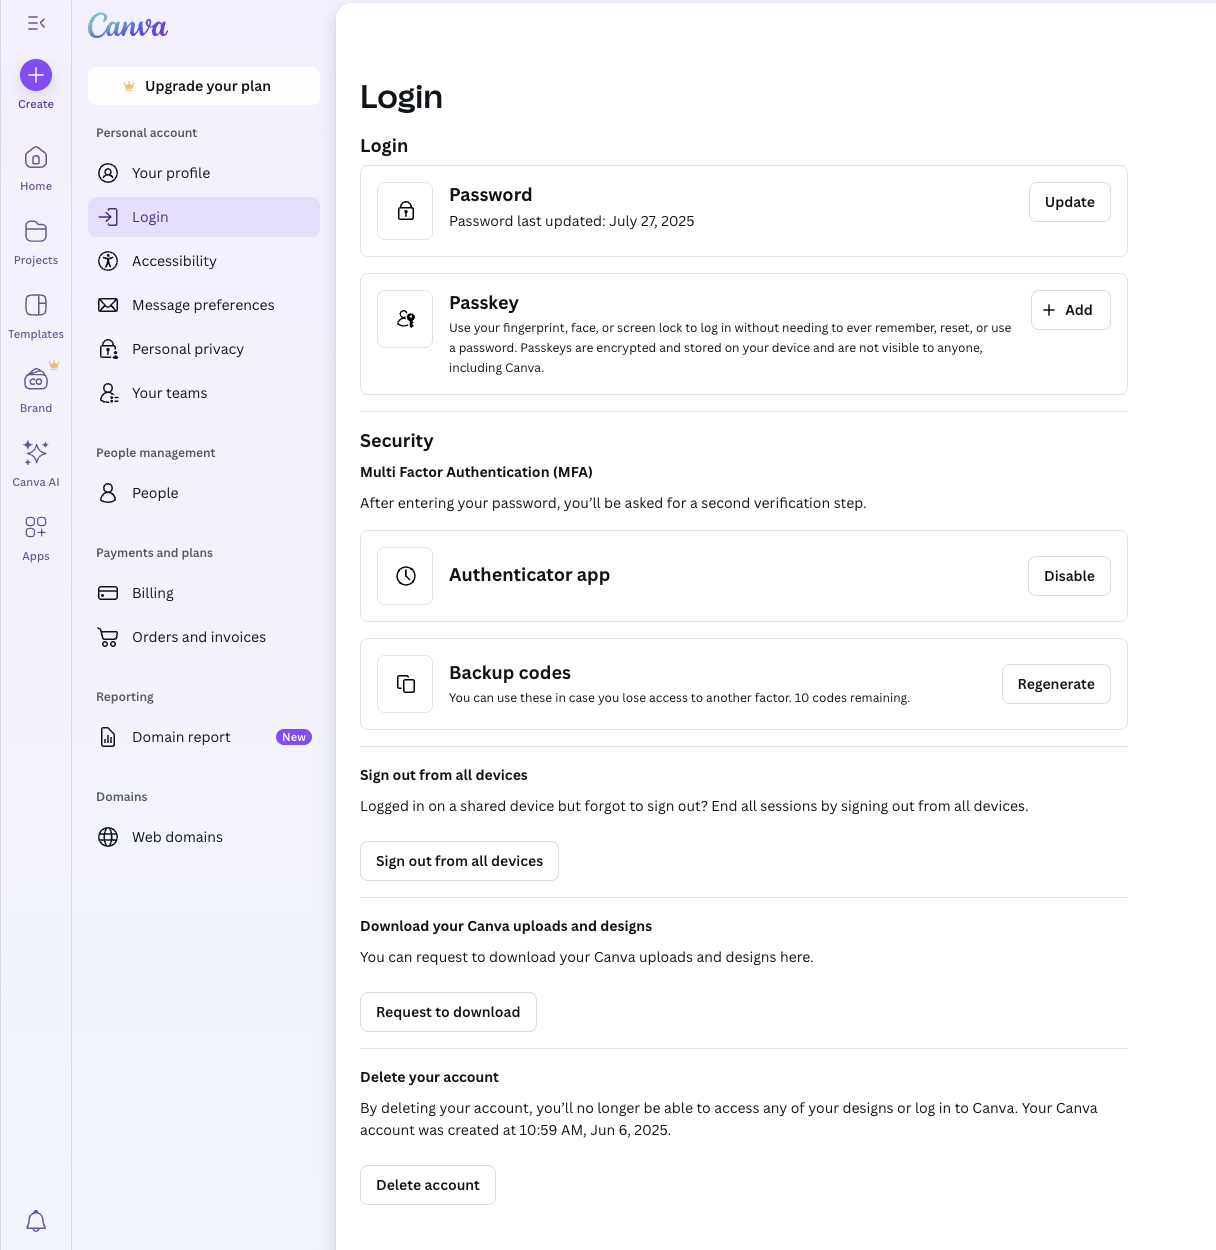 Canva
Create
Home
Projects
Templates
Brand
CO
Canva AI
Apps
Upgrade your plan
Personal account
Your profile
Login
Accessibility
Message preferences
Personal privacy
Your teams
People management
People
Payments and plans
Billing
Orders and invoices
Reporting
Domain report
New
Domains
Web domains
Login
Login
Password
Password last updated: July 27, 2025
Update
Passkey
Use your fingerprint, face, or screen lock to log in without needing to ever remember, reset, or use
a password. Passkeys are encrypted and stored on your device and are not visible to anyone,
including Canva.
Add
Security
Multi Factor Authentication (MFA)
After entering your password, you’ll be asked for a second verification step.
Authenticator app
Disable
Backup codes
You can use these in case you lose access to another factor. 10 codes remaining.
Regenerate
Sign out from all devices
Logged in on a shared device but forgot to sign out? End all sessions by signing out from all devices.
Sign out from all devices
Download your Canva uploads and designs
You can request to download your Canva uploads and designs here.
Request to download
Delete your account
By deleting your account, you’ll no longer be able to access any of your designs or log in to Canva. Your Canva
account was created at 10:59 AM, Jun 6, 2025.
Delete account